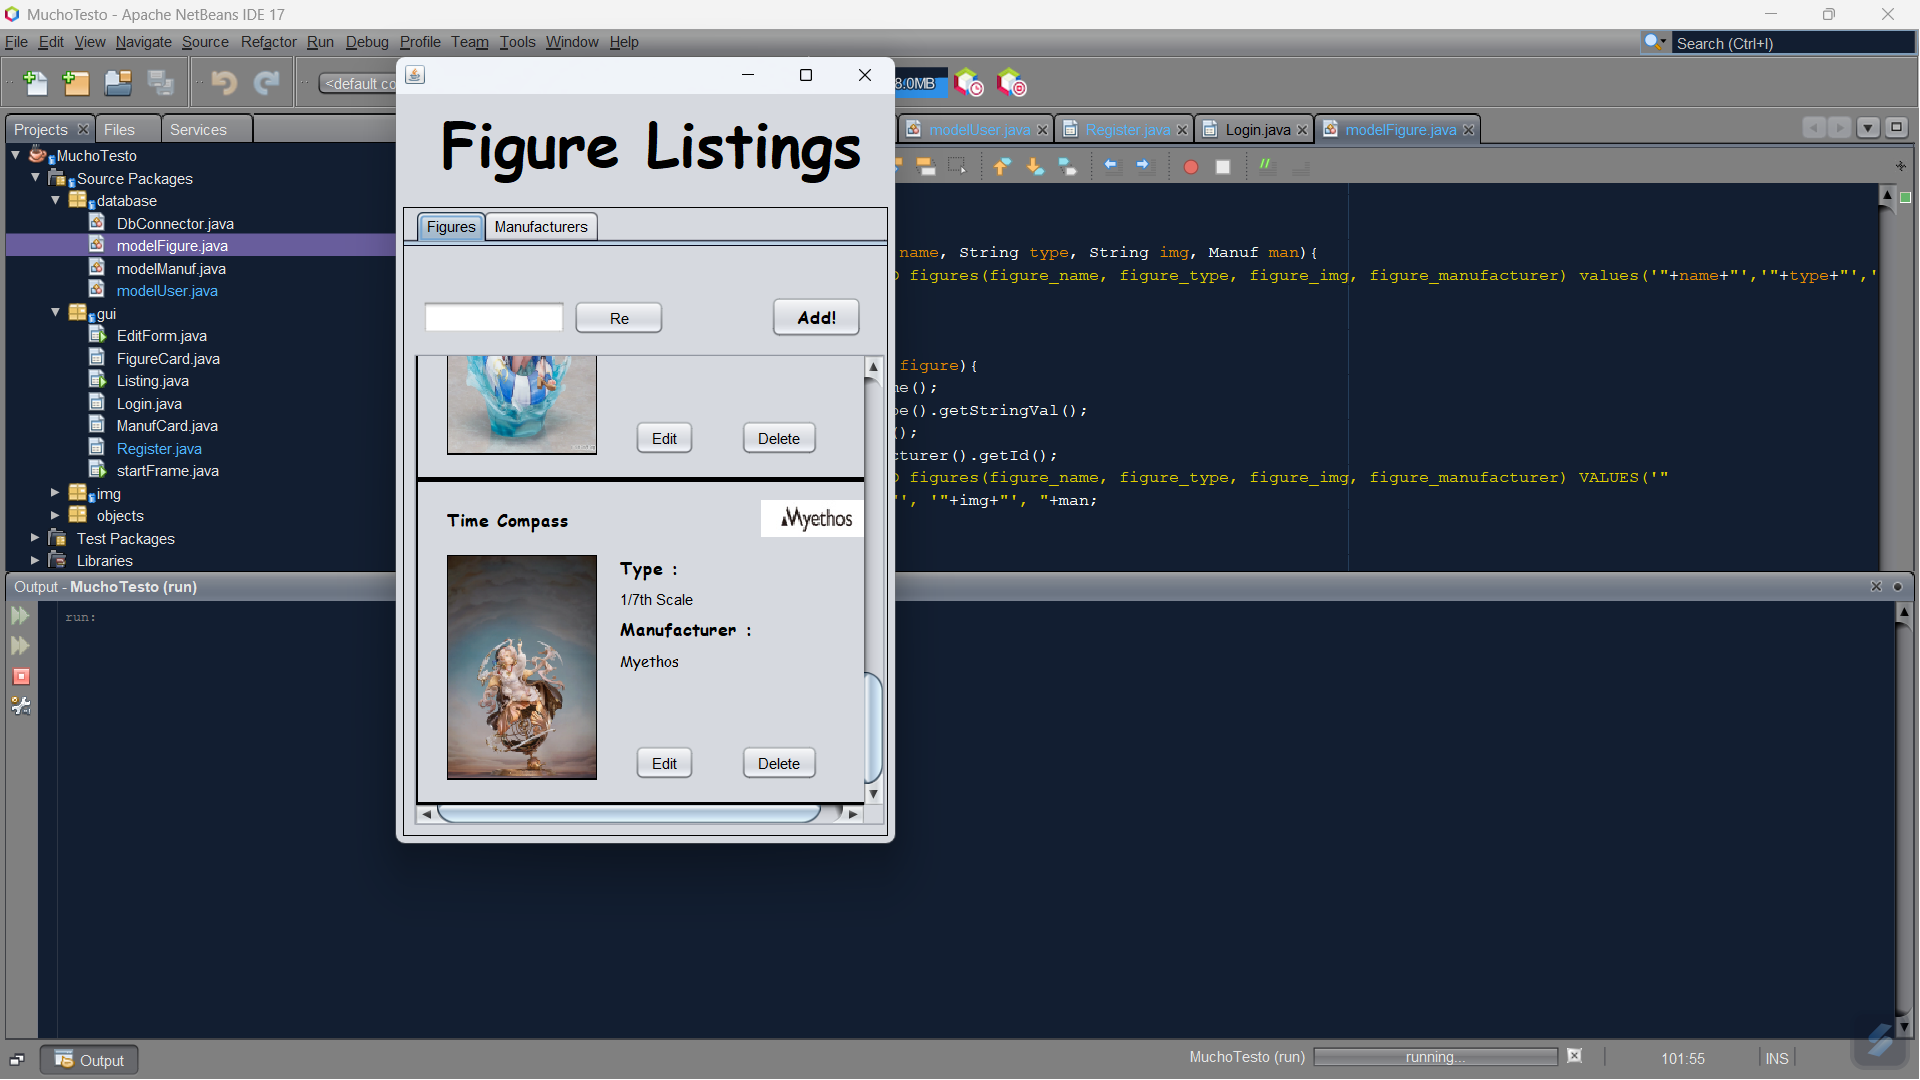 MuchoTesto - Apache NetBeans IDE 17
File Edit View Navigate Source Refactor Run Debug Profile Team Tools Window Help
Search (Ctrl+I)
<default co
8.0MB
Projects Files Services
modelUser.java Register.java Login.java modelFigure.java
MuchoTesto
Source Packages
database
DbConnector.java
modelFigure.java
modelManuf.java
modelUser.java
gui
EditForm.java
FigureCard.java
Listing.java
Login.java
ManufCard.java
Register.java
startFrame.java
img
objects
Test Packages
Libraries
Figure Listings
Figures Manufacturers
Re Add!
Edit Delete
Time Compass
Myethos
Type :
1/7th Scale
Manufacturer :
Myethos
Edit Delete
name, String type, String img, Manuf man){
figures(figure_name, figure_type, figure_img, figure_manufacturer) values('"+name+"','"+type+"','
figure){
e();
e().getStringVal();
();
turer().getId();
figures(figure_name, figure_type, figure_img, figure_manufacturer) VALUES('"
"', '"+img+"', "+man;
Output - MuchoTesto (run)
run:
Output
MuchoTesto (run) running...
101:55 INS